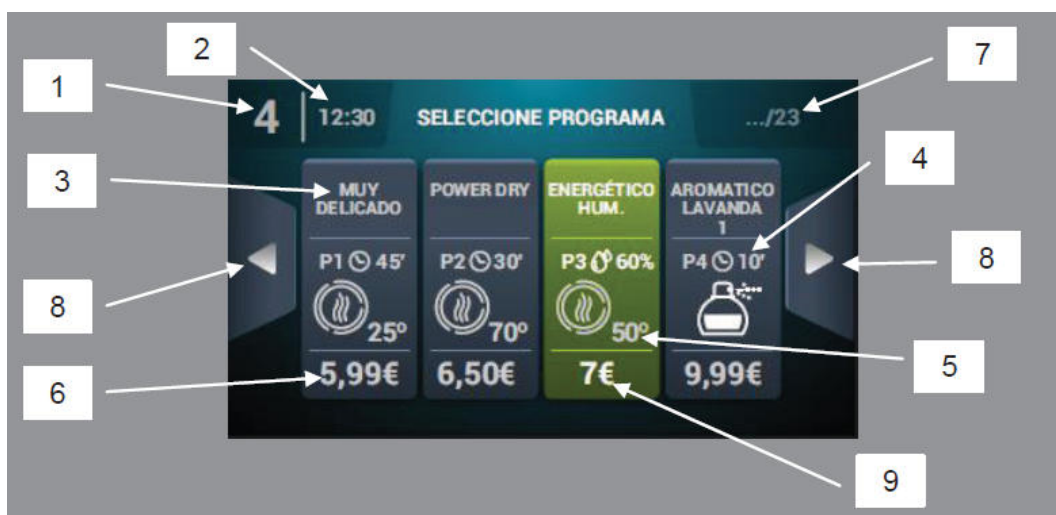 2
7
1
4 12:30 SELECCIONE PROGRAMA .../23
4
3
MUY
DELICADO
POWER DRY
ENERGÉTICO
HUM.
AROMATICO
LAVANDA
1
P1 45'
P2 30'
P3 60%
P4 10'
8
8
25º
70º
50º
5
6
5,99€
6,50€
7€
9,99€
9